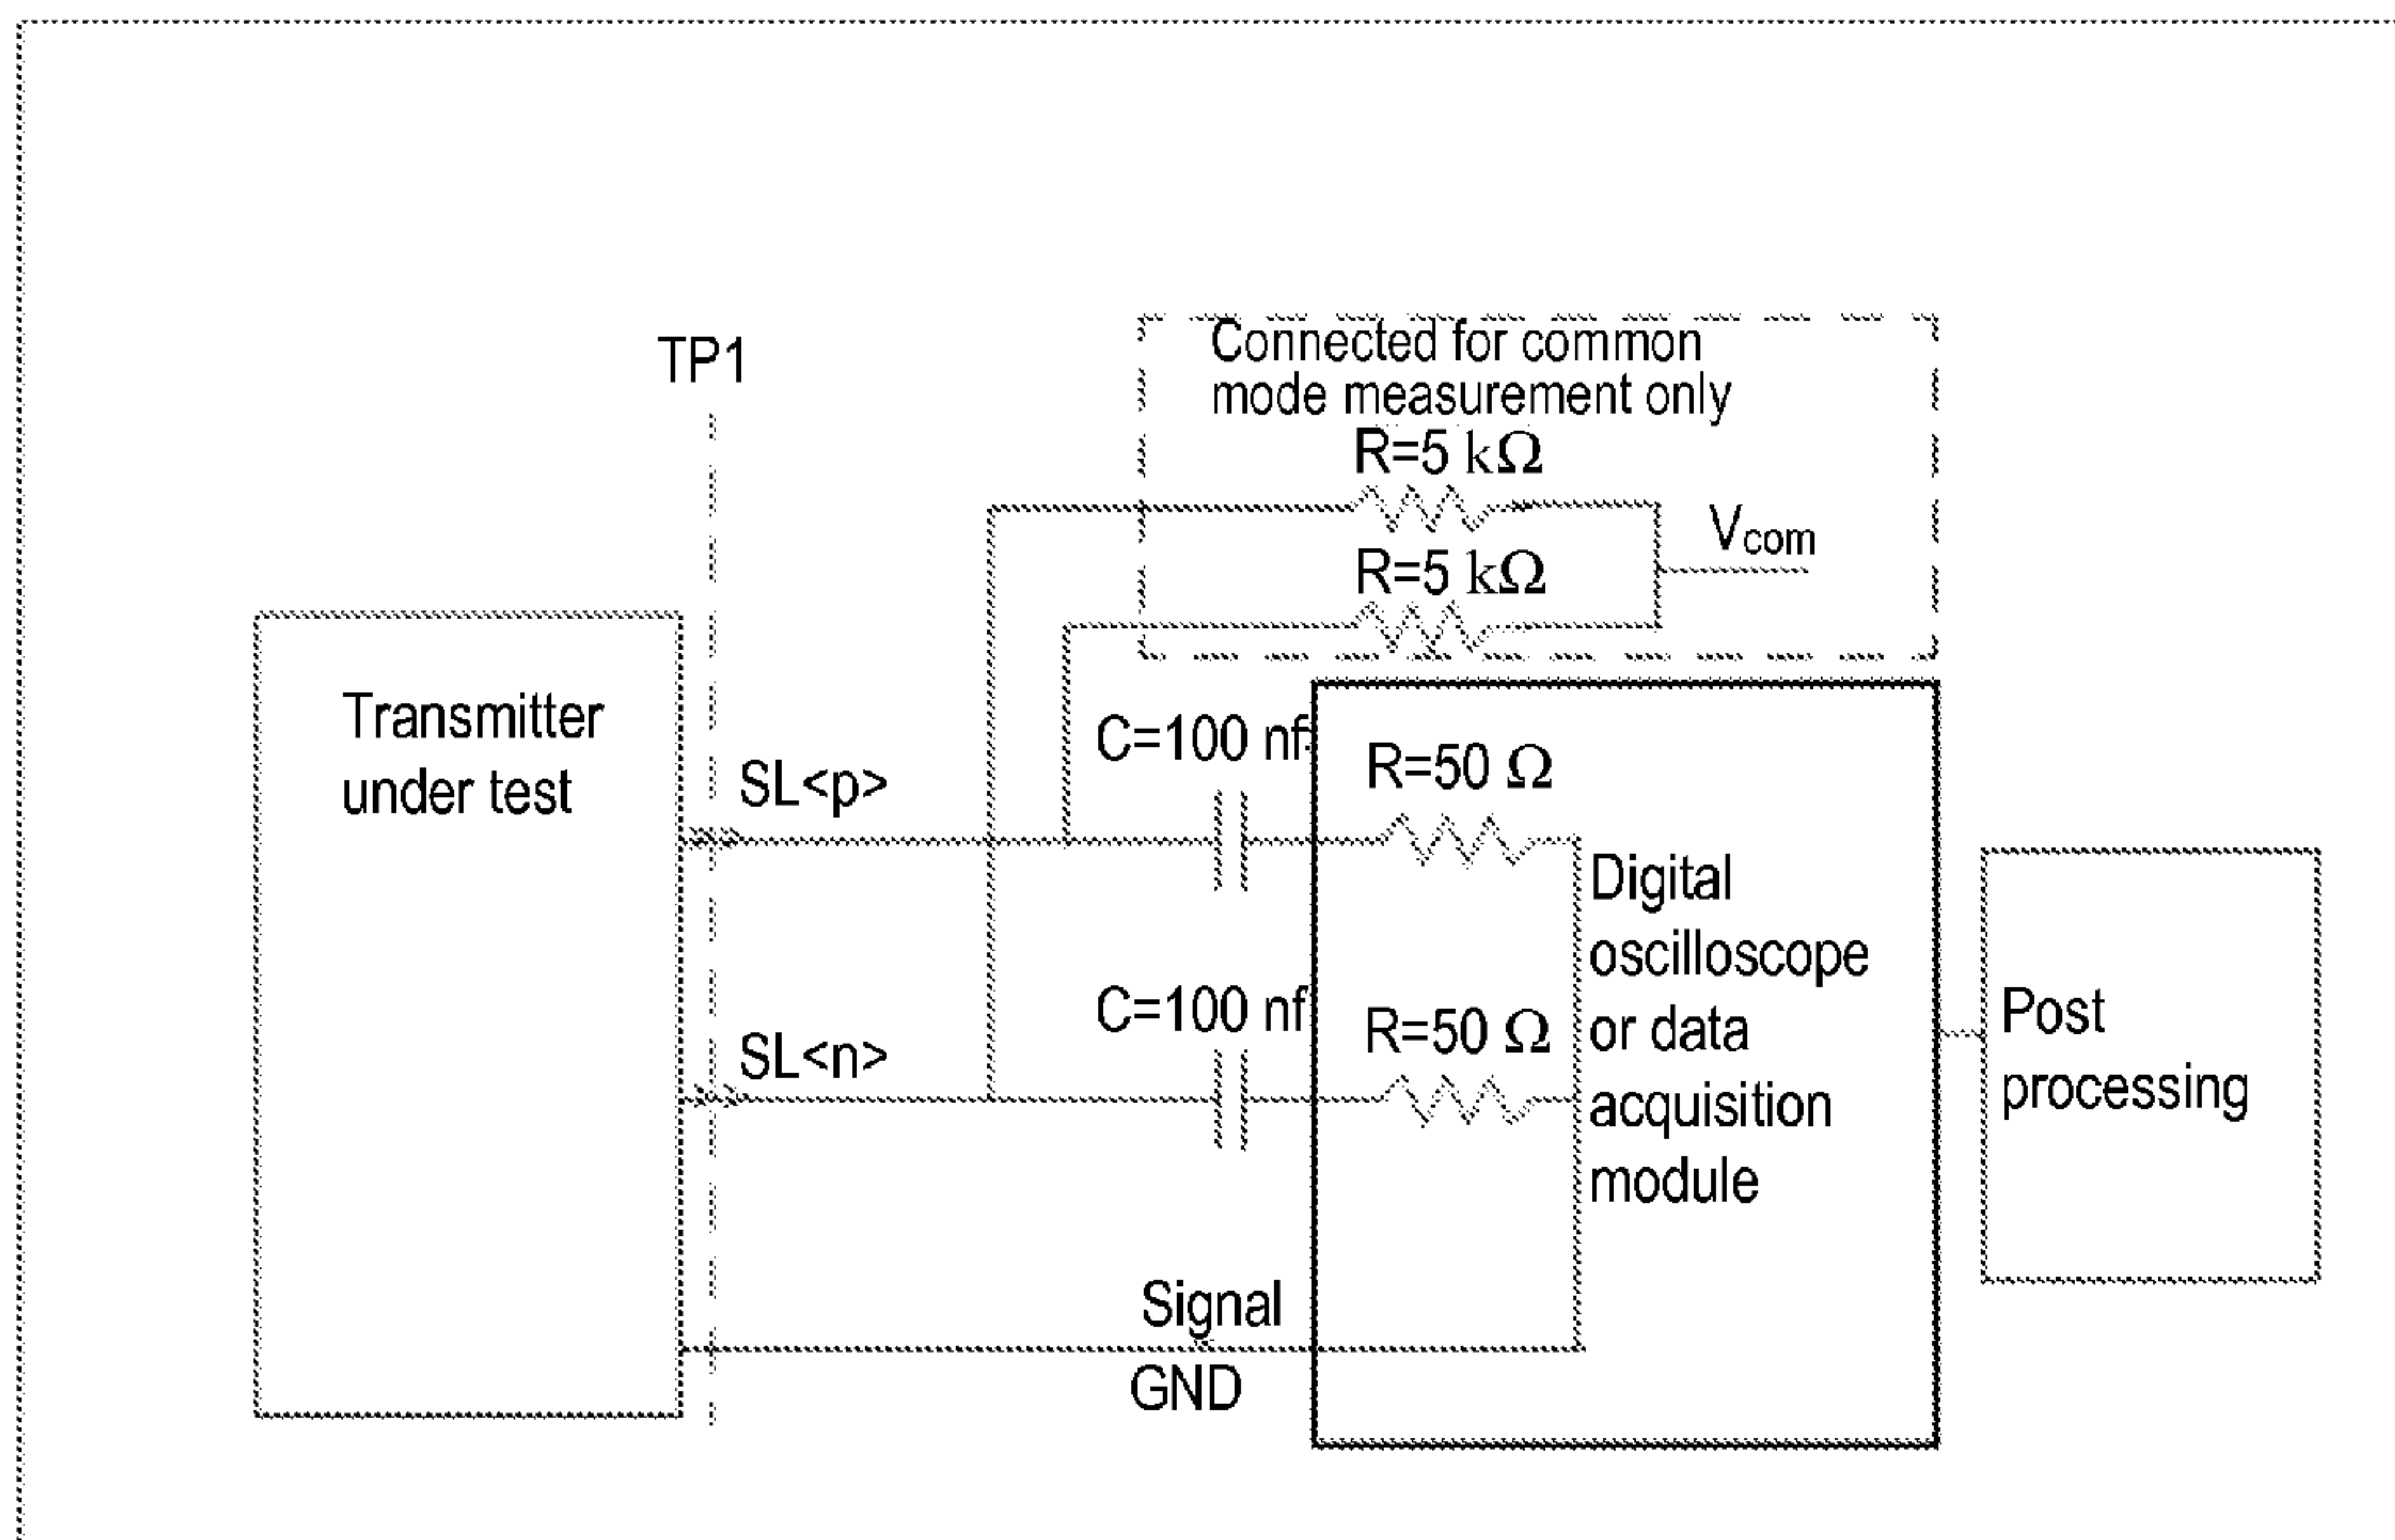 TP1
Connected for common
mode measurement only
R=5 kΩ
Vcom
R=5 kΩ
Transmitter
under test
SL<p>
C=100 nf
R=50 Ω
Digital
oscilloscope
or data
acquisition
module
SL<n>
C=100 nf
R=50 Ω
Post
processing
Signal
GND